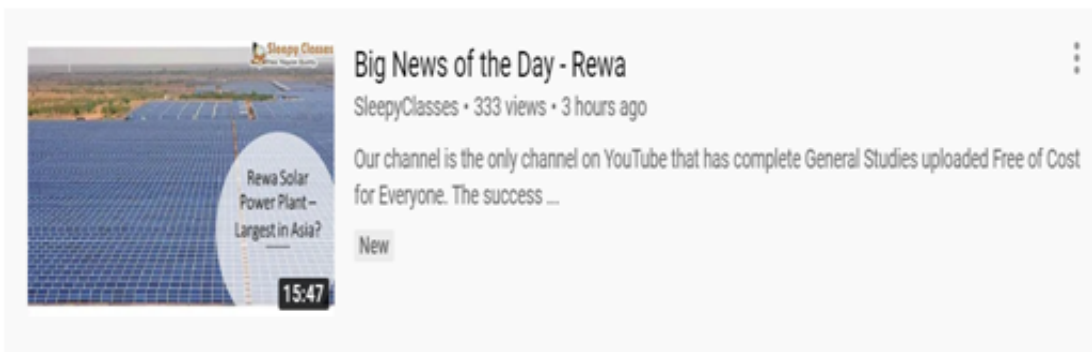 Sleepy Classes
Rewa Solar
Power Plant –
Largest in Asia?
15:47
Big News of the Day - Rewa
SleepyClasses • 333 views • 3 hours ago
Our channel is the only channel on YouTube that has complete General Studies uploaded Free of Cost
for Everyone. The success ....
New